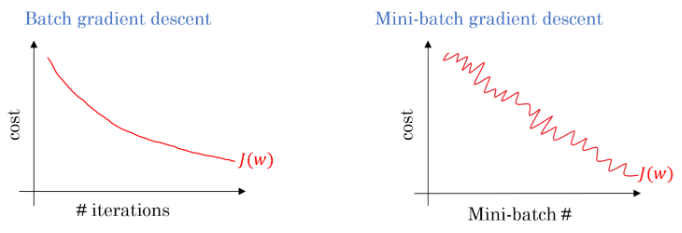 Batch gradient descent
cost
J(w)
# iterations
Mini-batch gradient descent
cost
J(w)
Mini-batch #